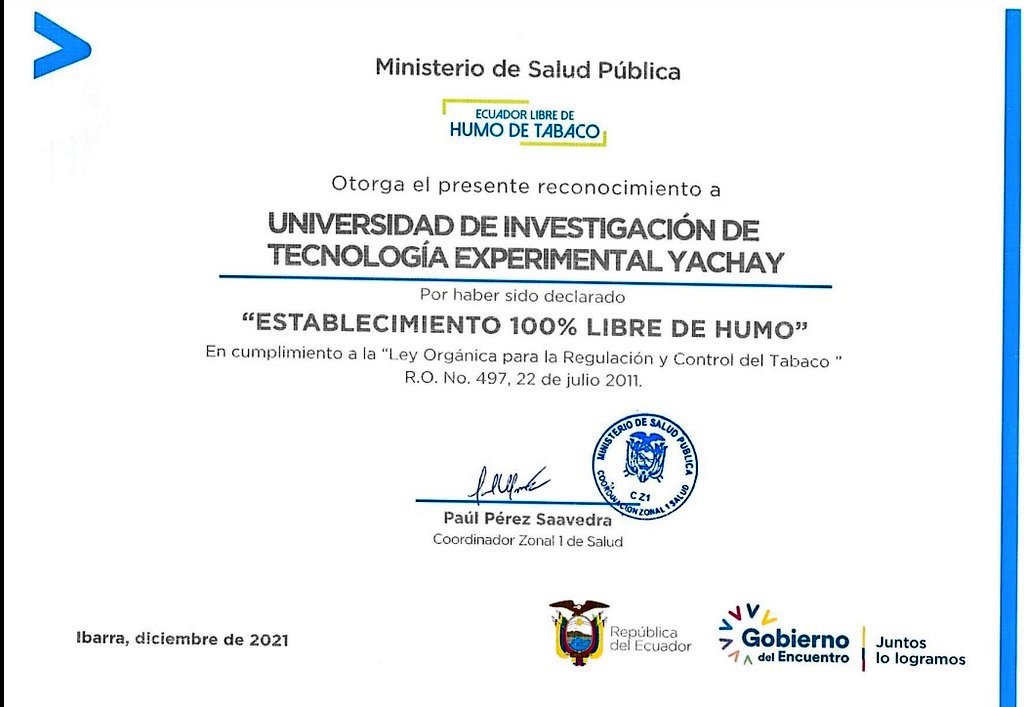 Ministerio de Salud Pública
ECUADOR LIBRE DE
HUMO DE TABACO
Otorga el presente reconocimiento a
UNIVERSIDAD DE INVESTIGACIÓN DE
TECNOLOGÍA EXPERIMENTAL YACHAY
Por haber sido declarado
“ESTABLECIMIENTO 100% LIBRE DE HUMO”
En cumplimiento a la “Ley Orgánica para la Regulación y Control del Tabaco ”
R.O. No. 497, 22 de julio 2011.
MINISTERIO DE SALUD PUBLICA
CZ1
COORDINACION ZONAL 1 SALUD
Paúl Pérez Saavedra
Coordinador Zonal 1 de Salud
Ibarra, diciembre de 2021
República
del Ecuador
Gobierno
del Encuentro
Juntos
lo logramos